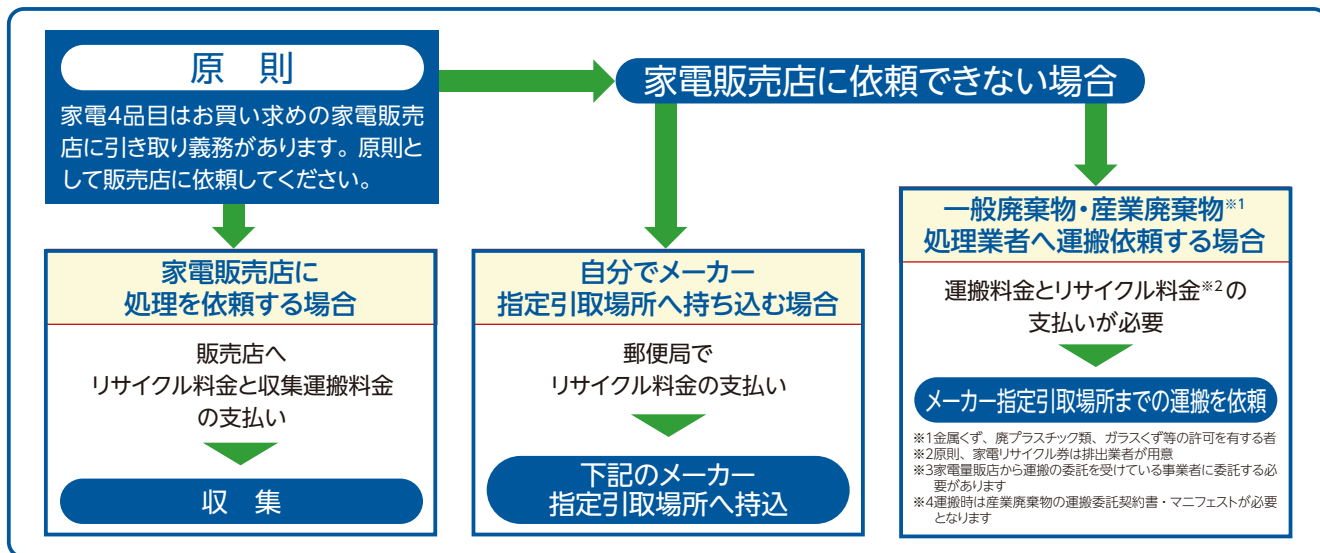 原　則
家電4品目はお買い求めの家電販売
店に引き取り義務があります。原則と
して販売店に依頼してください。
家電販売店に依頼できない場合
家電販売店に
処理を依頼する場合
販売店へ
リサイクル料金と収集運搬料金
の支払い
収　集
自分でメーカー
指定引取場所へ持ち込む場合
郵便局で
リサイクル料金の支払い
下記のメーカー
指定引取場所へ持込
一般廃棄物・産業廃棄物※1
処理業者へ運搬依頼する場合
運搬料金とリサイクル料金※2の
支払いが必要
メーカー指定引取場所までの運搬を依頼
※1金属くず、廃プラスチック類、ガラスくず等の許可を有する者
※2原則、家電リサイクル券は排出業者が用意
※3家電量販店から運搬の委託を受けている事業者に委託する必
要があります
※4運搬時は産業廃棄物の運搬委託契約書・マニフェストが必要
となります